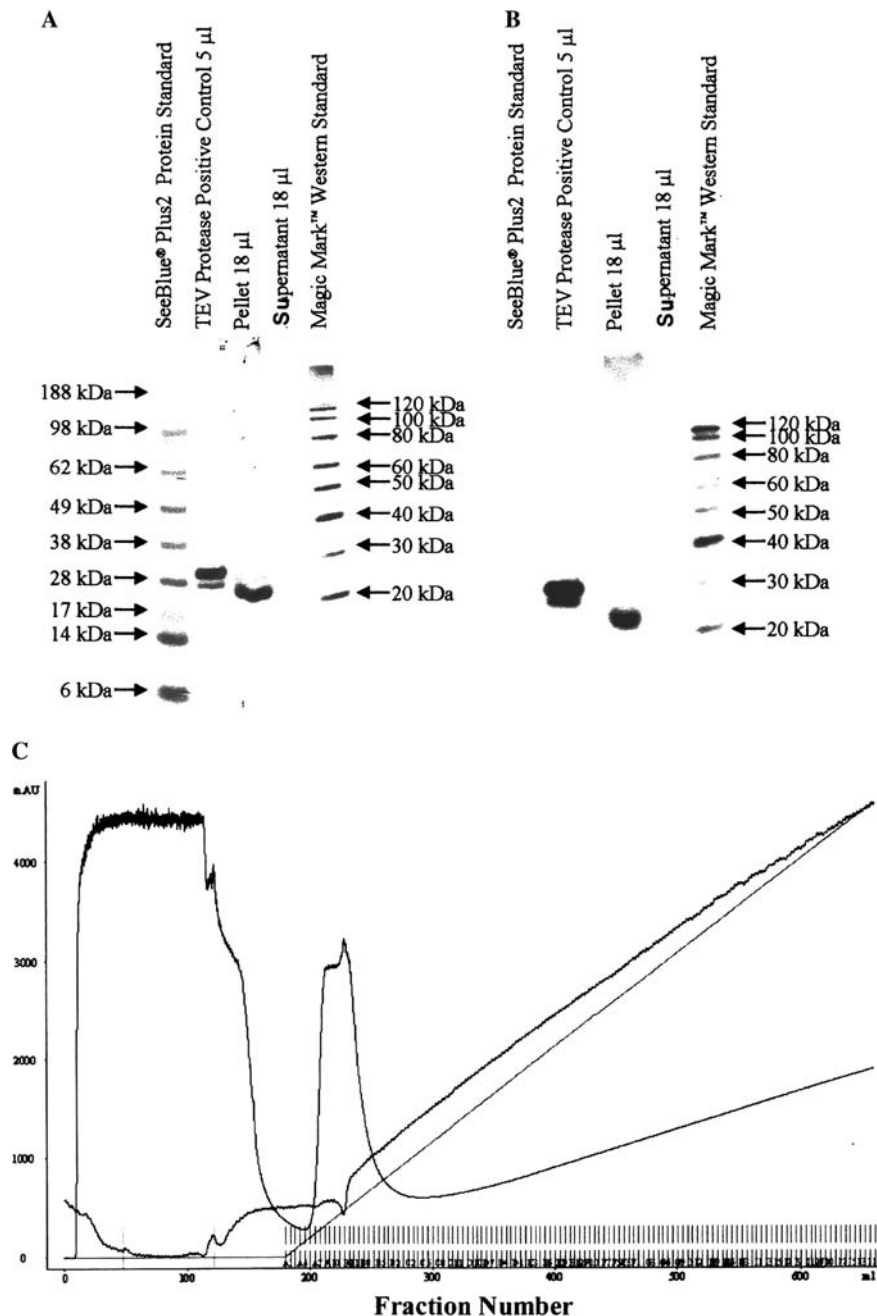 A
SeeBlue® Plus2 Protein Standard
TEV Protease Positive Control 5 µl
Pellet 18 µl
Supernatant 18 µl
Magic Mark™ Western Standard
188 kDa
98 kDa
62 kDa
49 kDa
38 kDa
28 kDa
17 kDa
14 kDa
6 kDa
120 kDa
100 kDa
80 kDa
60 kDa
50 kDa
40 kDa
30 kDa
20 kDa
B
SeeBlue® Plus2 Protein Standard
TEV Protease Positive Control 5 µl
Pellet 18 µl
Supernatant 18 µl
Magic Mark™ Western Standard
120 kDa
100 kDa
80 kDa
60 kDa
50 kDa
40 kDa
30 kDa
20 kDa
C
mAU
4000
3000
2000
1000
0
0 100 200 300 400 500 600 ml
Fraction Number